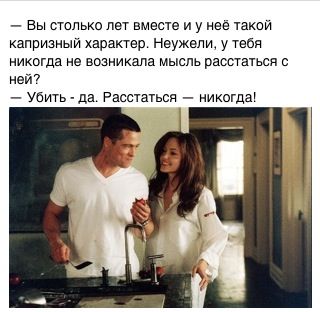 — Вы столько лет вместе и у неё такой
капризный характер. Неужели, у тебя
никогда не возникала мысль расстаться с
ней?
— Убить - да. Расстаться — никогда!